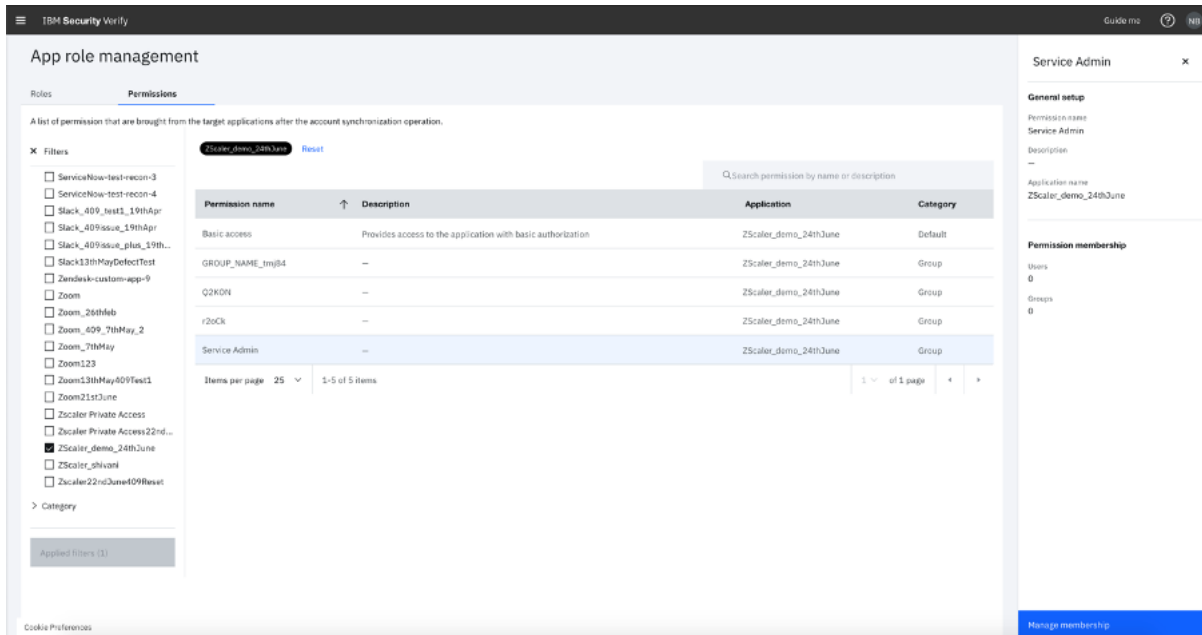 IBM Security Verify
Guide me
NB
App role management
Roles
Permissions
A list of permission that are brought from the target applications after the account synchronization operation.
Filters
ServiceNow-test-recon-3
ServiceNow-test-recon-4
Slack_409_test1_19thApr
Slack_409issue_19thApr
Slack_409issue_plus_19th...
Slack13thMayDefectTest
Zendesk-custom-app-9
Zoom
Zoom_26thfeb
Zoom_409_7thMay_2
Zoom_7thMay
Zoom123
Zoom13thMay409Test1
Zoom21stJune
Zscaler Private Access
Zscaler Private Access22nd...
ZScaler_demo_24thJune
ZScaler_shivani
Zscaler22ndJune409Reset
Category
Applied filters (1)
ZScaler_demo_24thJune Reset
Search permission by name or description
Permission name Description Application Category
Basic access Provides access to the application with basic authorization ZScaler_demo_24thJune Default
GROUP_NAME_tmj84 — ZScaler_demo_24thJune Group
Q2KON — ZScaler_demo_24thJune Group
r2oCk — ZScaler_demo_24thJune Group
Service Admin — ZScaler_demo_24thJune Group
Items per page 25 1-5 of 5 items 1 of 1 page
Service Admin
General setup
Permission name
Service Admin
Description
—
Application name
ZScaler_demo_24thJune
Permission membership
Users
0
Groups
0
Manage membership
Cookie Preferences